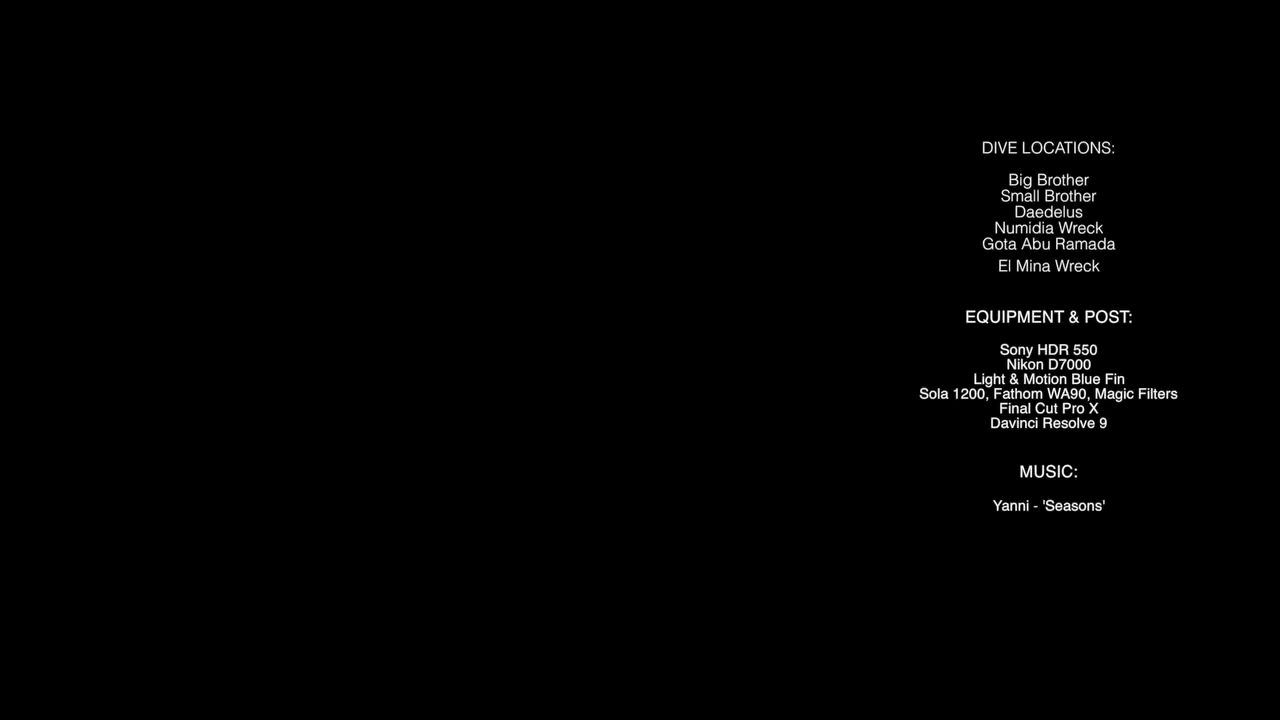 DIVE LOCATIONS:
Big Brother
Small Brother
Daedelus
Numidia Wreck
Gota Abu Ramada
El Mina Wreck
EQUIPMENT & POST:
Sony HDR 550
Nikon D7000
Light & Motion Blue Fin
Sola 1200, Fathom WA90, Magic Filters
Final Cut Pro X
Davinci Resolve 9
MUSIC:
Yanni - 'Seasons'